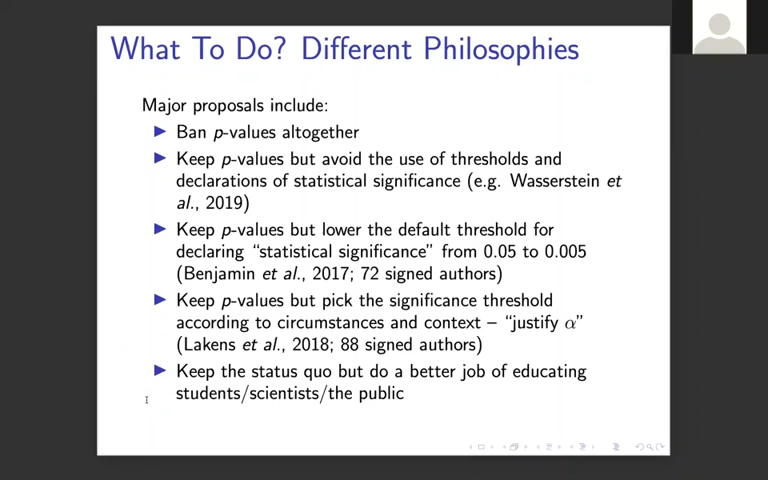 What To Do? Different Philosophies
Major proposals include:
Ban p-values altogether
Keep p-values but avoid the use of thresholds and
declarations of statistical significance (e.g. Wasserstein et
al., 2019)
Keep p-values but lower the default threshold for
declaring “statistical significance” from 0.05 to 0.005
(Benjamin et al., 2017; 72 signed authors)
Keep p-values but pick the significance threshold
according to circumstances and context – “justify α”
(Lakens et al., 2018; 88 signed authors)
Keep the status quo but do a better job of educating
students/scientists/the public